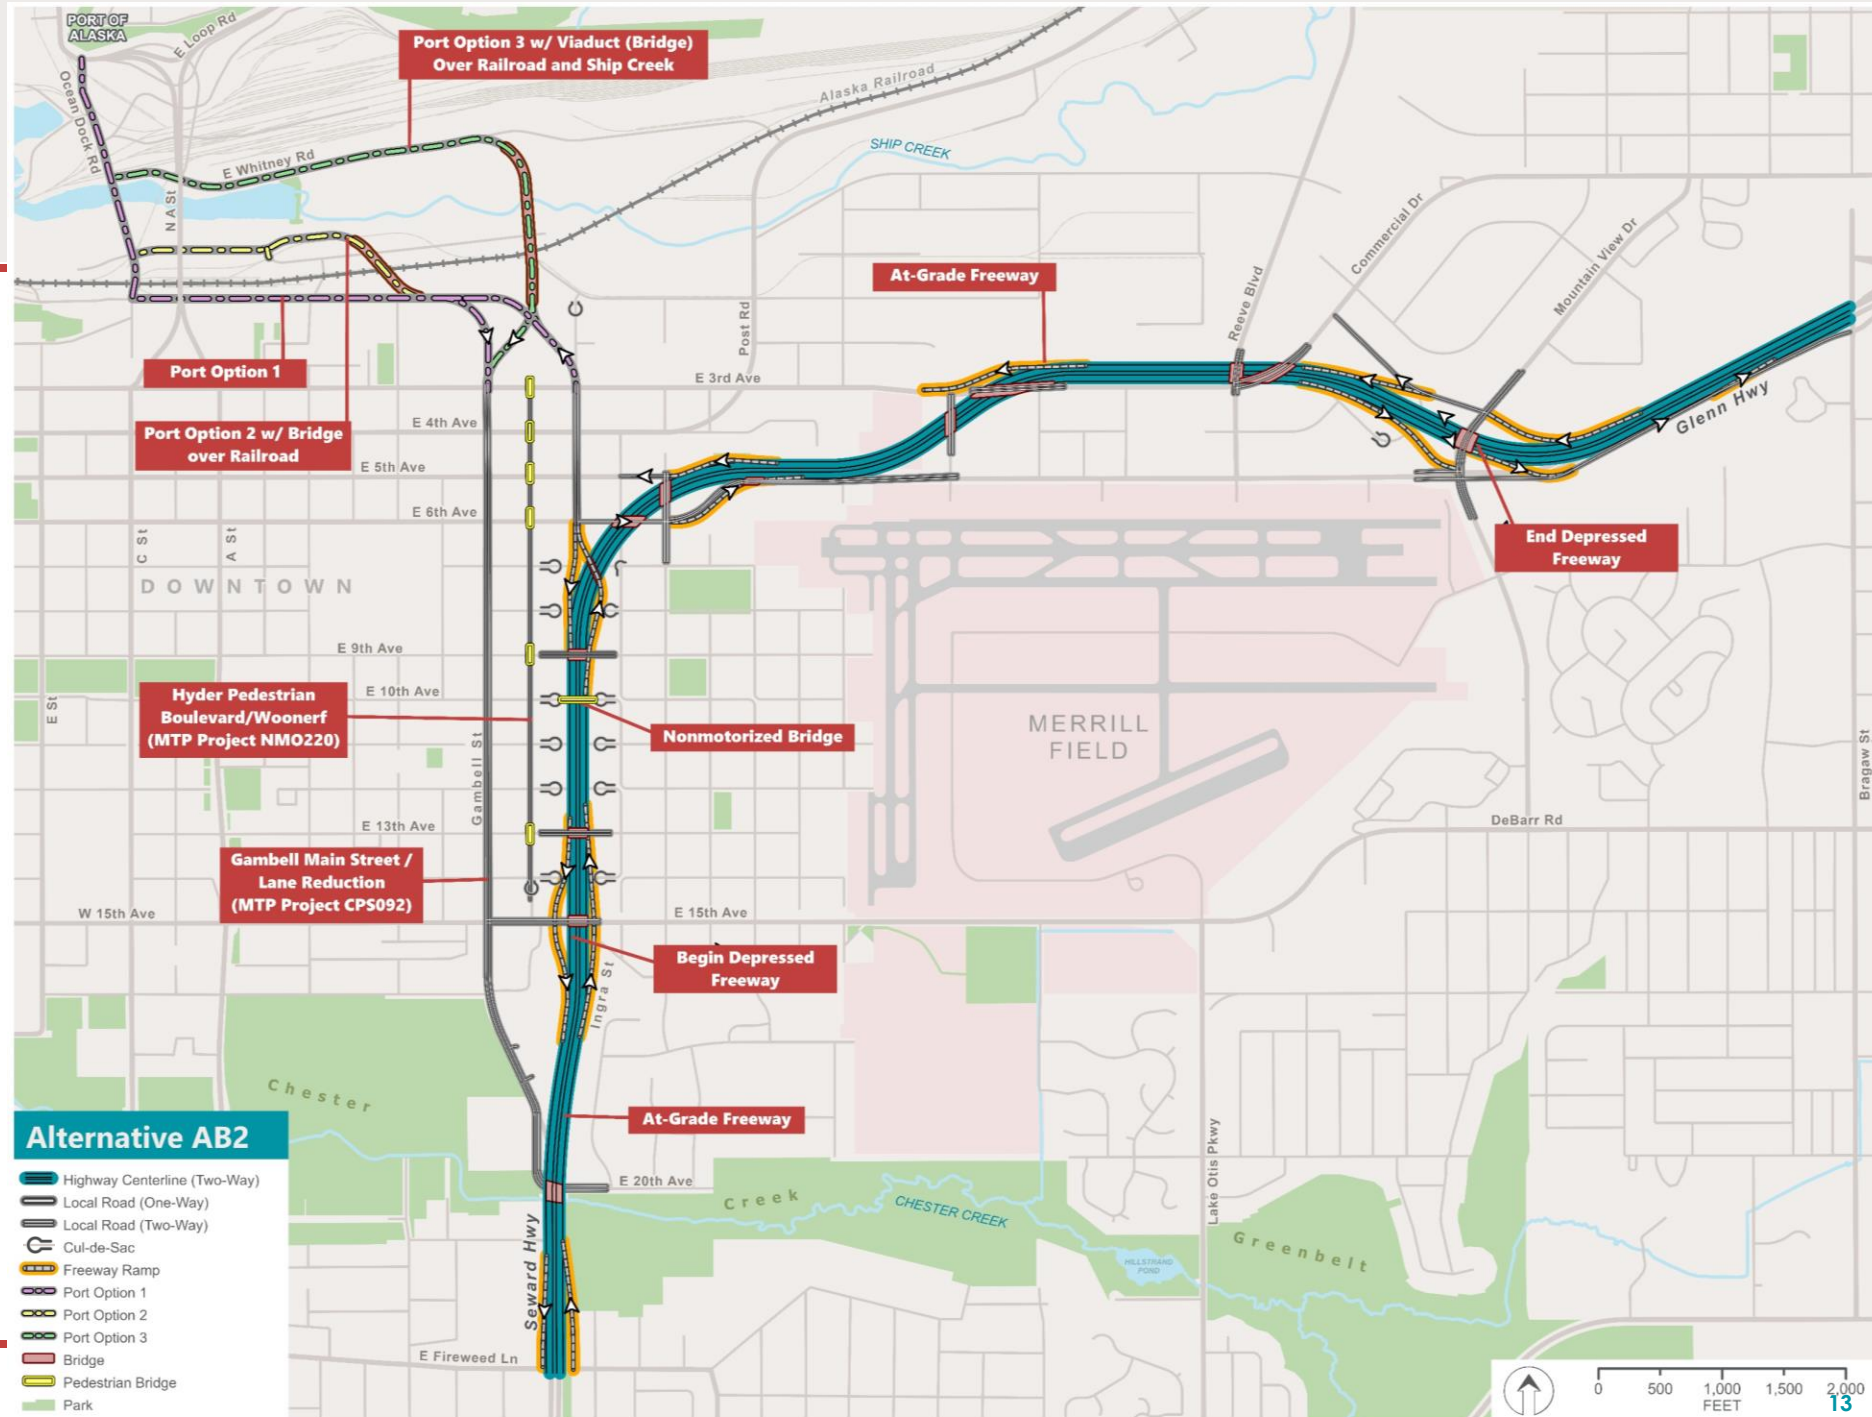 PORT OF
ALASKA
E Loop Rd
Ocean Dock Rd
Port Option 3 w/ Viaduct (Bridge)
Over Railroad and Ship Creek
Alaska Railroad
SHIP CREEK
E Whitney Rd
N A St
Commercial Dr
Mountain View Dr
Reeve Blvd
Post Rd
At-Grade Freeway
Port Option 1
E 3rd Ave
Glenn Hwy
Port Option 2 w/ Bridge
over Railroad
E 4th Ave
E 5th Ave
E 6th Ave
End Depressed
Freeway
C St
A St
DOWNTOWN
E 9th Ave
E 10th Ave
E St
Hyder Pedestrian
Boulevard/Woonerf
(MTP Project NMO220)
Nonmotorized Bridge
MERRILL
FIELD
Gambell St
Bragaw St
E 13th Ave
DeBarr Rd
Gambell Main Street /
Lane Reduction
(MTP Project CPS092)
W 15th Ave
E 15th Ave
Begin Depressed
Freeway
Ingra St
Chester
At-Grade Freeway
E 20th Ave
Creek
CHESTER CREEK
Lake Otis Pkwy
Greenbelt
HILLSTRAND
POND
Seward Hwy
E Fireweed Ln
Alternative AB2
Highway Centerline (Two-Way)
Local Road (One-Way)
Local Road (Two-Way)
Cul-de-Sac
Freeway Ramp
Port Option 1
Port Option 2
Port Option 3
Bridge
Pedestrian Bridge
Park
0 500 1,000 1,500 2,000
FEET
13